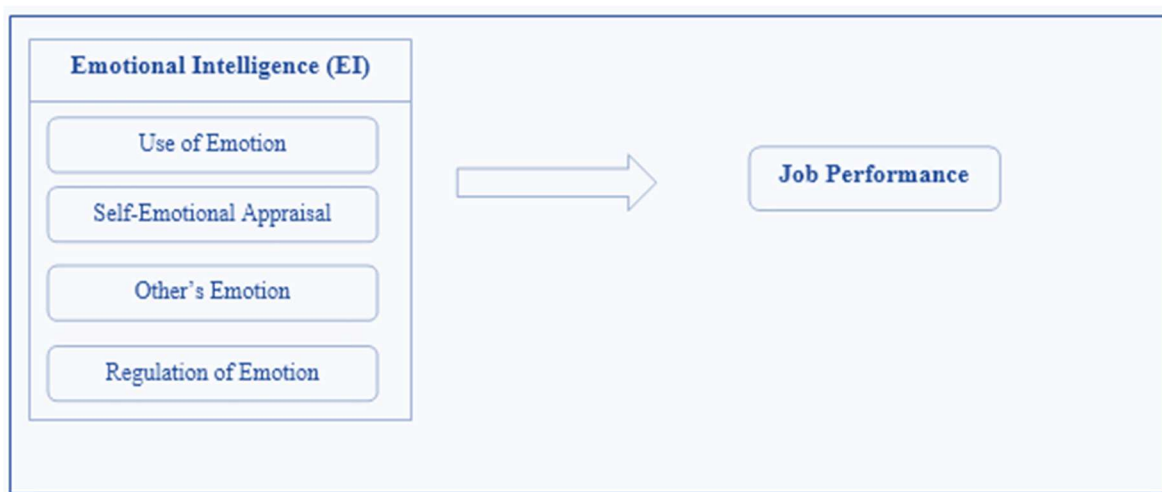 Emotional Intelligence (EI)
Use of Emotion
Self-Emotional Appraisal
Other’s Emotion
Regulation of Emotion
Job Performance